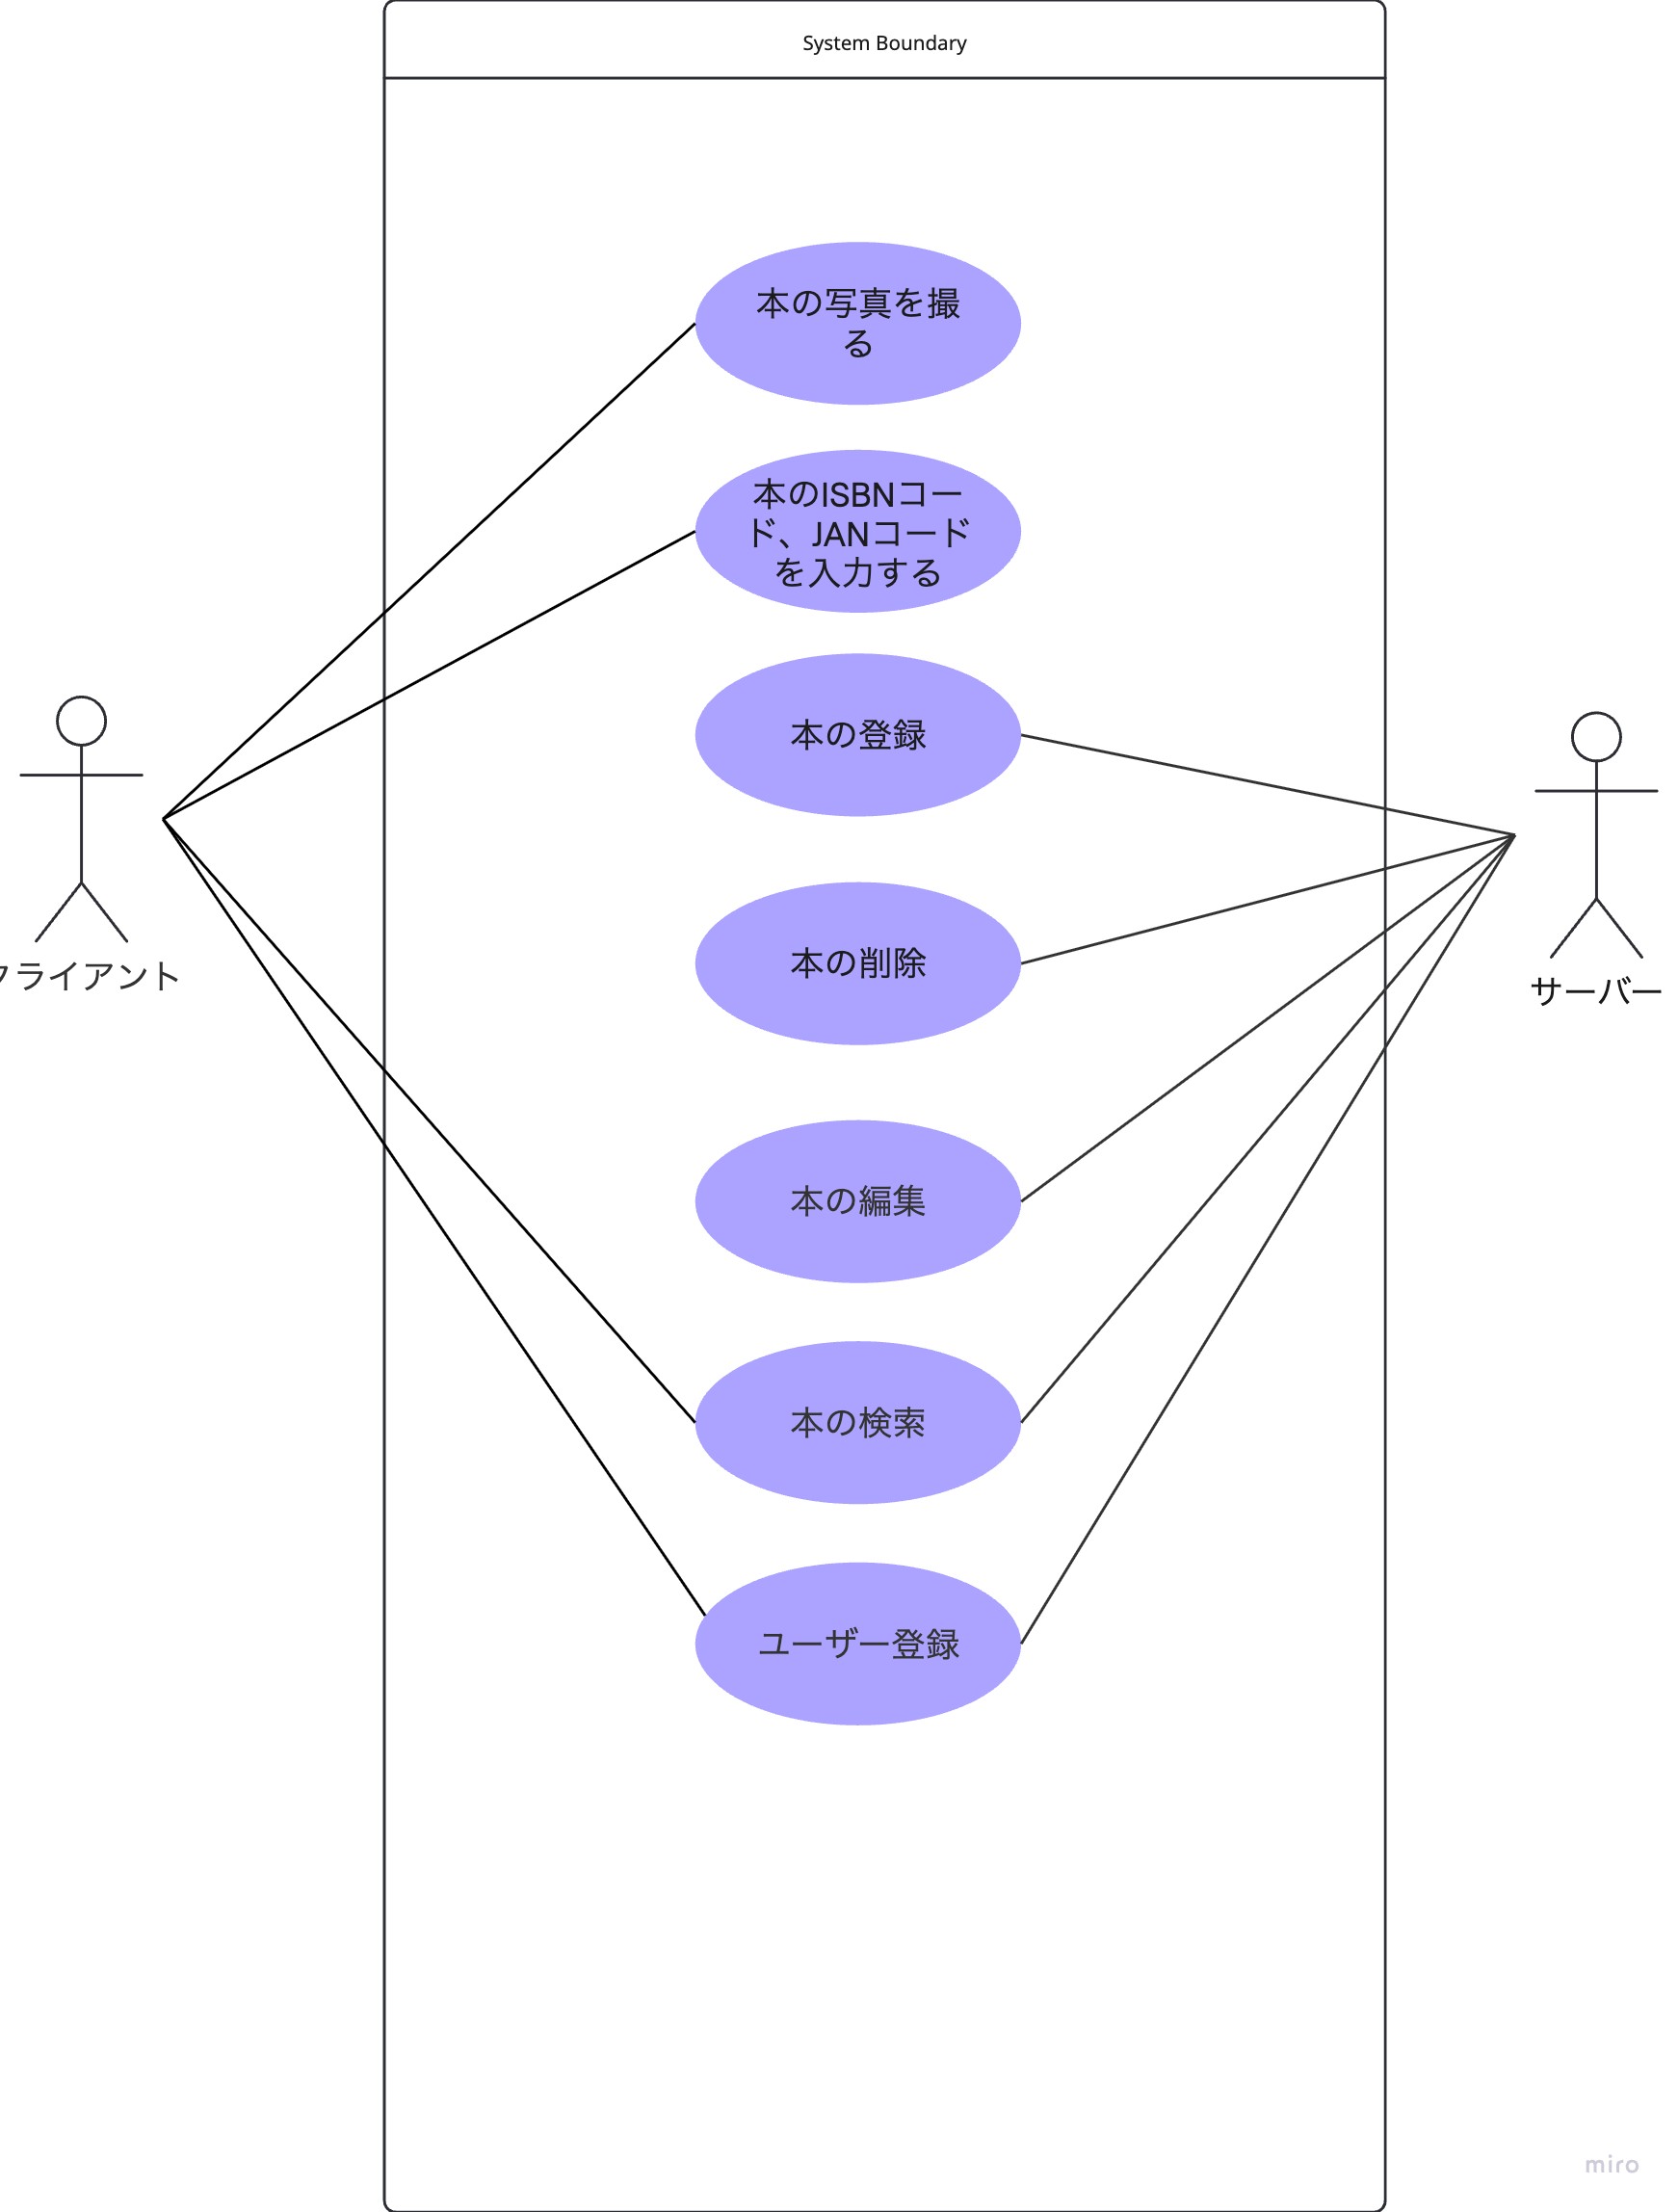 System Boundary
本の写真を撮
る
本のISBNコー
ド、JANコード
を入力する
本の登録
本の削除
本の編集
本の検索
ユーザー登録
クライアント
サーバー
miro